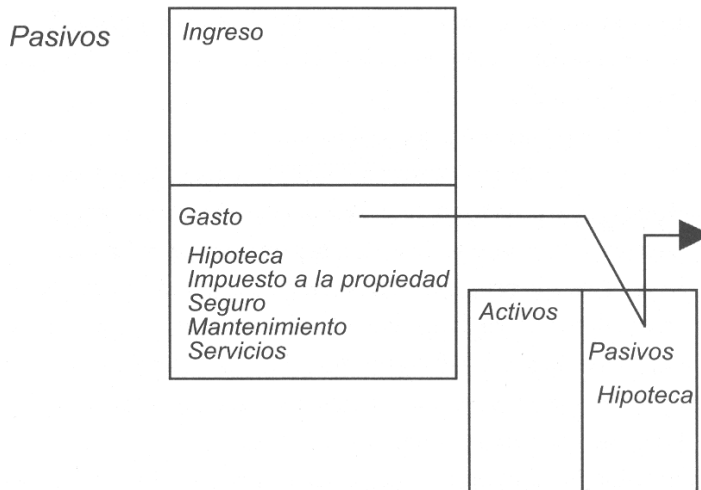 Pasivos
Ingreso
Gasto
Hipoteca
Impuesto a la propiedad
Seguro
Mantenimiento
Servicios
Activos
Pasivos
Hipoteca